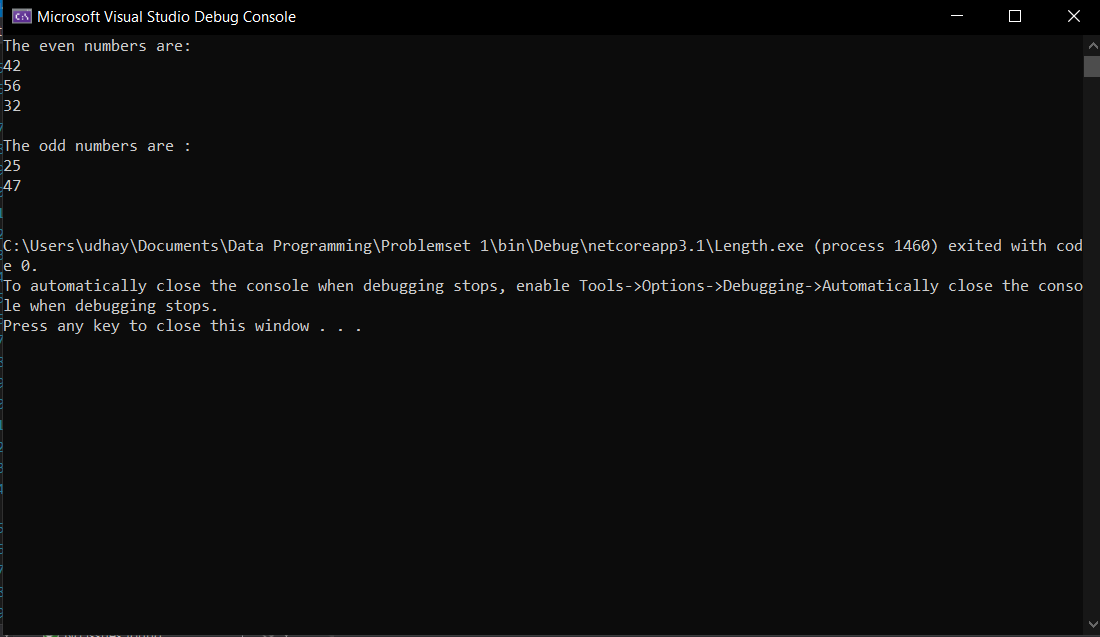 Microsoft Visual Studio Debug Console
The even numbers are:
42
56
32
The odd numbers are :
25
47
C:\Users\udhay\Documents\Data Programming\Problemset 1\bin\Debug\netcoreapp3.1\Length.exe (process 1460) exited with cod
e 0.
To automatically close the console when debugging stops, enable Tools->Options->Debugging->Automatically close the conso
le when debugging stops.
Press any key to close this window . . .